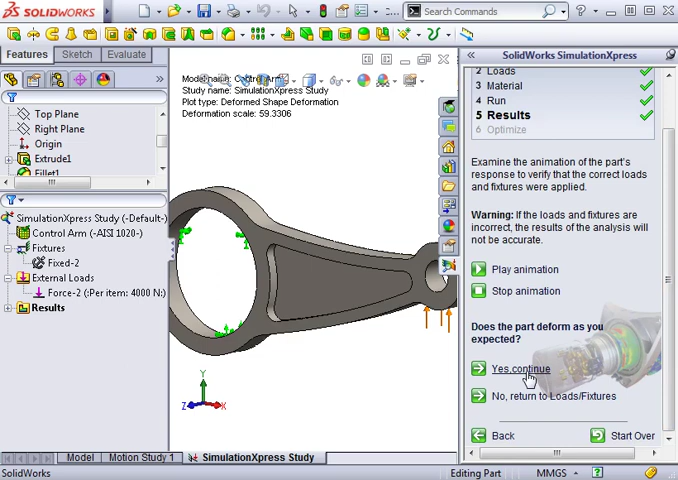 SOLIDWORKS
Search Commands
Features
Sketch
Evaluate
Top Plane
Right Plane
Origin
Extrude1
Fillet1
SimulationXpress Study (-Default-)
Control Arm (-AISI 1020-)
Fixtures
Fixed-2
External Loads
Force-2 (:Per item: 4000 N:)
Results
Model name: Control Arm
Study name: SimulationXpress Study
Plot type: Deformed Shape Deformation
Deformation scale: 59.3306
Y
Z
X
SolidWorks SimulationXpress
2 Loads
3 Material
4 Run
5 Results
6 Optimize
Examine the animation of the part's
response to verify that the correct loads
and fixtures were applied.
Warning: If the loads and fixtures are
incorrect, the results of the analysis will
not be accurate.
Play animation
Stop animation
Does the part deform as you
expected?
Yes,continue
No, return to Loads/Fixtures
Back
Start Over
Model
Motion Study 1
SimulationXpress Study
SolidWorks
Editing Part
MMGS